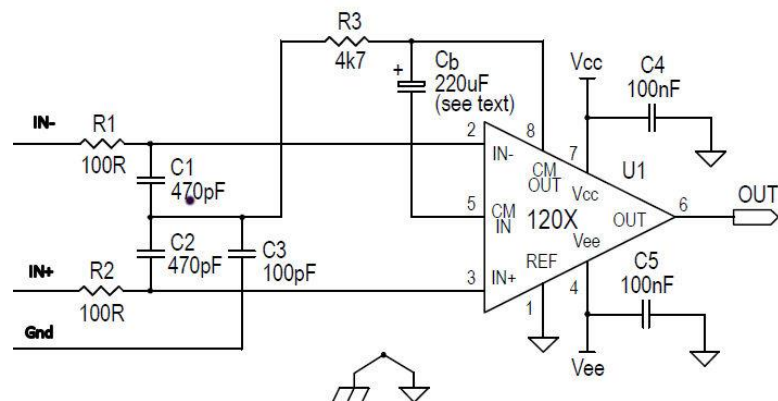 R3
4k7
Cb
220uF
(see text)
+
Vcc
C4
100nF
IN-
R1
100R
C1
470pF
2
8
7
IN-
CM
OUT
Vcc
U1
5
CM
IN
120X
OUT
6
OUT
C2
470pF
C3
100pF
Vee
REF
IN+
R2
100R
3
IN+
1
4
C5
100nF
Gnd
Vee